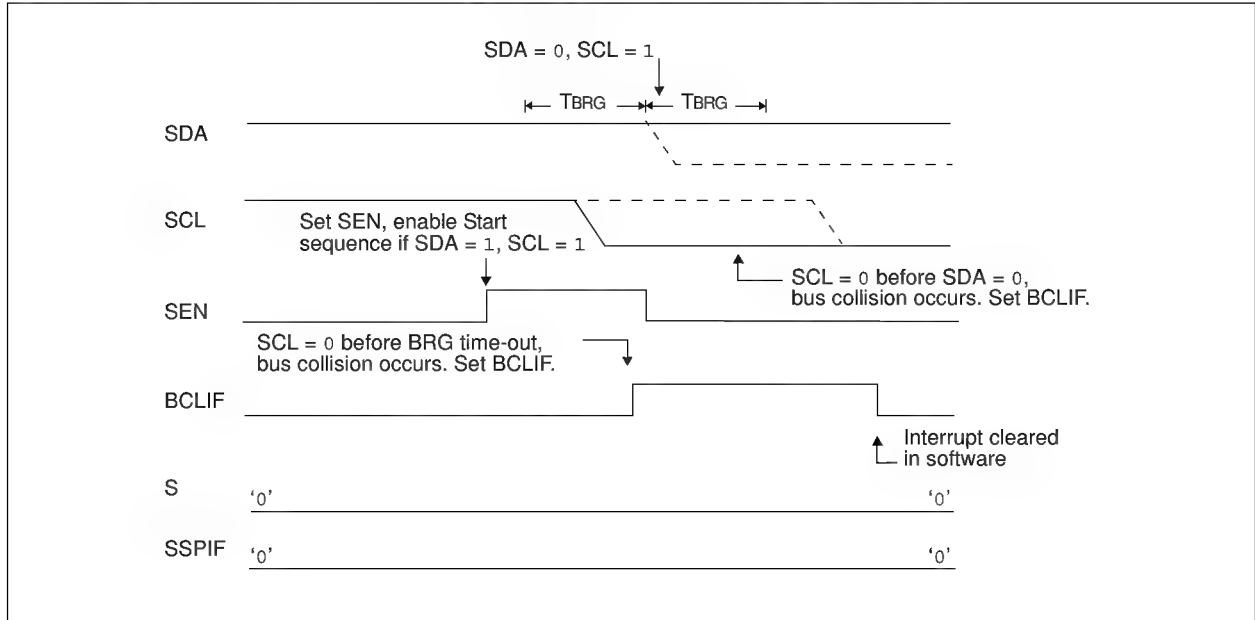 SDA = 0, SCL = 1
TBRG TBRG
SDA
SCL
Set SEN, enable Start
sequence if SDA = 1, SCL = 1
SCL = 0 before SDA = 0,
bus collision occurs. Set BCLIF.
SEN
SCL = 0 before BRG time-out,
bus collision occurs. Set BCLIF.
BCLIF
Interrupt cleared
in software
S
‘0’ ‘0’
SSPIF ‘0’ ‘0’